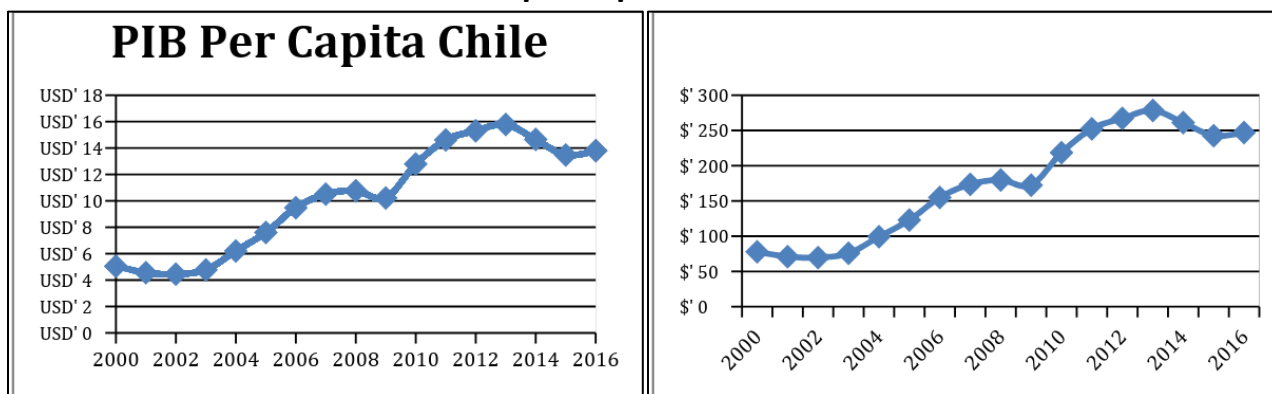 PIB Per Capita Chile
USD' 18
USD' 16
USD' 14
USD' 12
USD' 10
USD' 8
USD' 6
USD' 4
USD' 2
USD' 0
2000 2002 2004 2006 2008 2010 2012 2014 2016
$' 300
$' 250
$' 200
$' 150
$' 100
$' 50
$' 0
2000 2002 2004 2006 2008 2010 2012 2014 2016